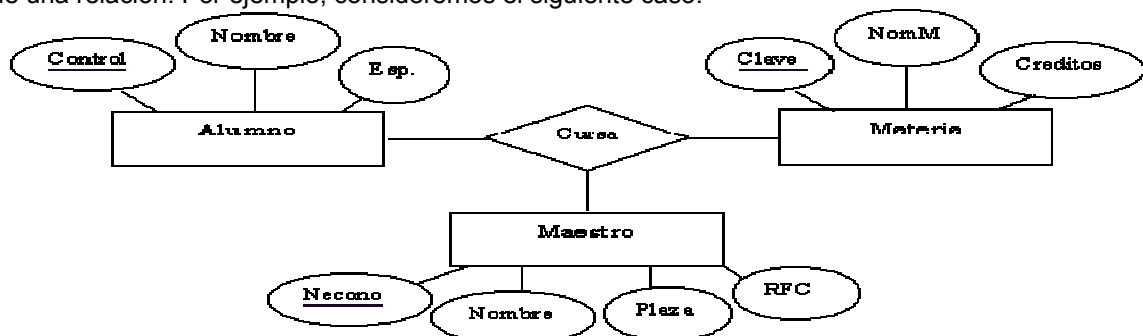 una relación. Por ejemplo, consideremos el siguiente caso:
Control
Nombre
Esp.
Alumno
Cursa
Clave
NomM
Creditos
Materia
Maestro
Necono
Nombre
Plaza
RFC